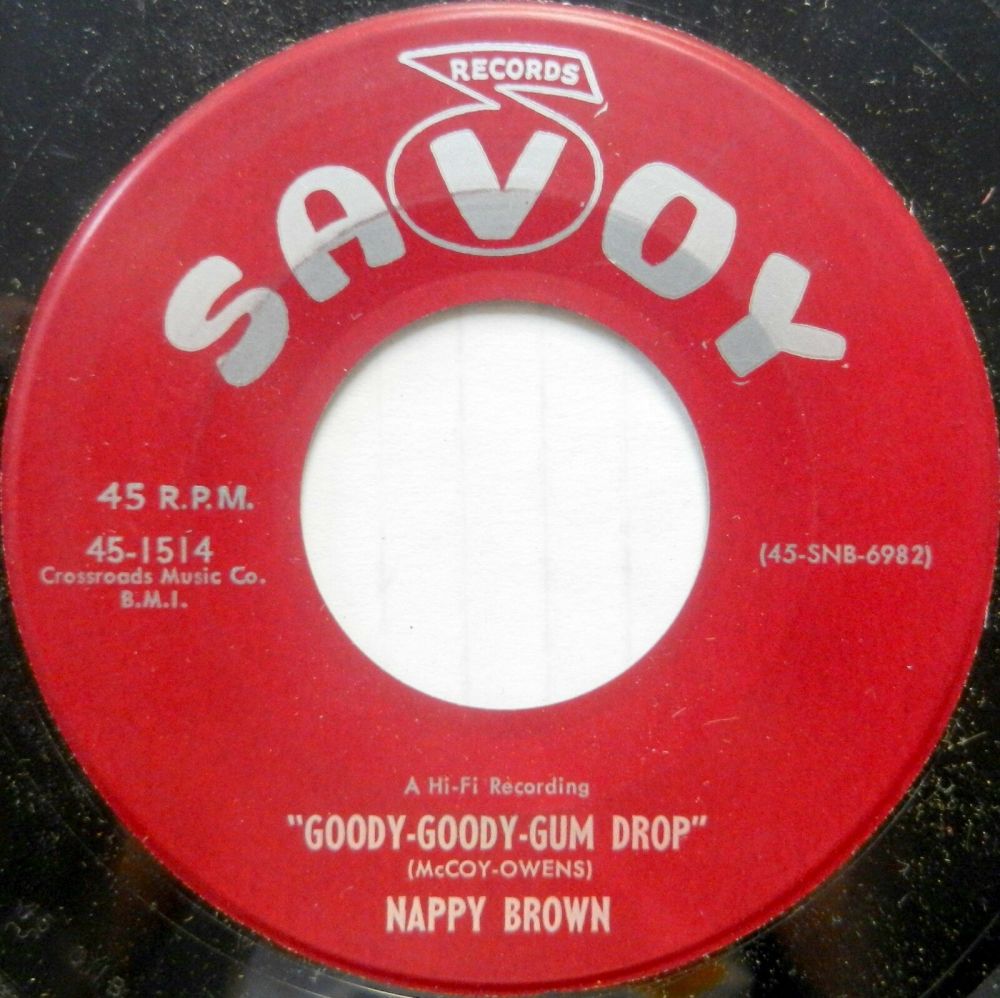 RECORDS
SAVOY
45 R.P.M.
45-1514
Crossroads Music Co.
B.M.I.
(45-SNB-6982)
A Hi-Fi Recording
"GOODY-GOODY-GUM DROP"
(McCOY-OWENS)
NAPPY BROWN